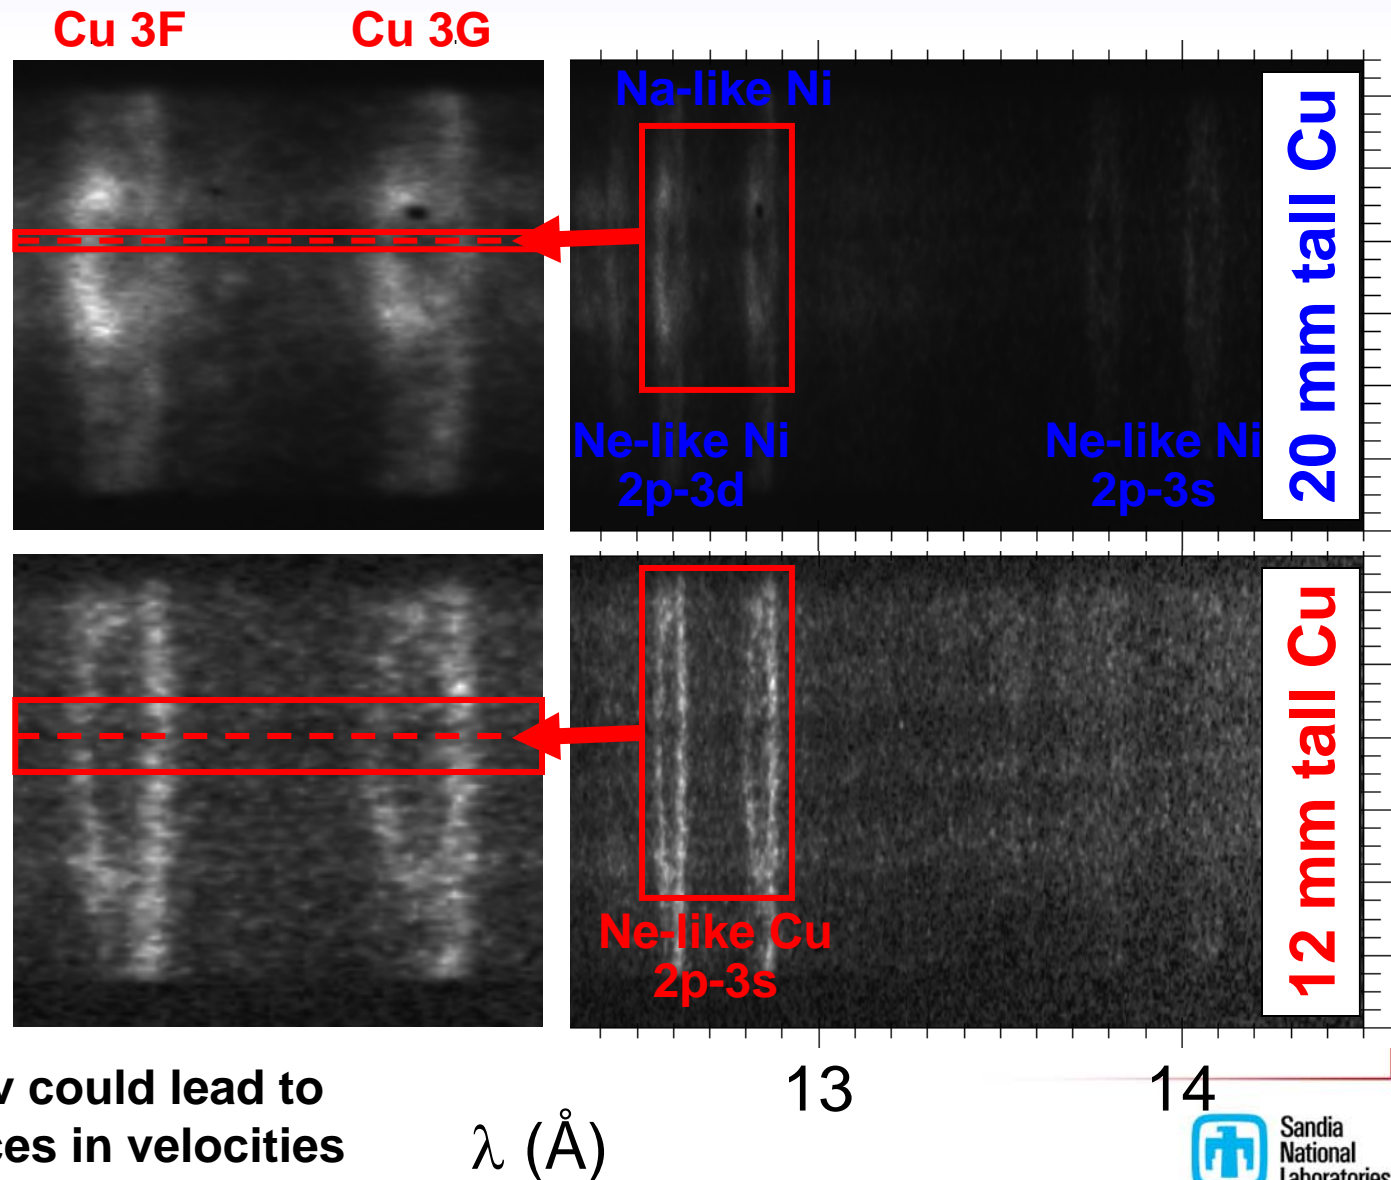 Cu 3F
Cu 3G
Na-like Ni
Ne-like Ni
2p-3d
Ne-like Ni
2p-3s
20 mm tall Cu
Ne-like Cu
2p-3s
12 mm tall Cu
13
14
λ (Å)
v could lead to
ces in velocities
Sandia
National
Laboratories